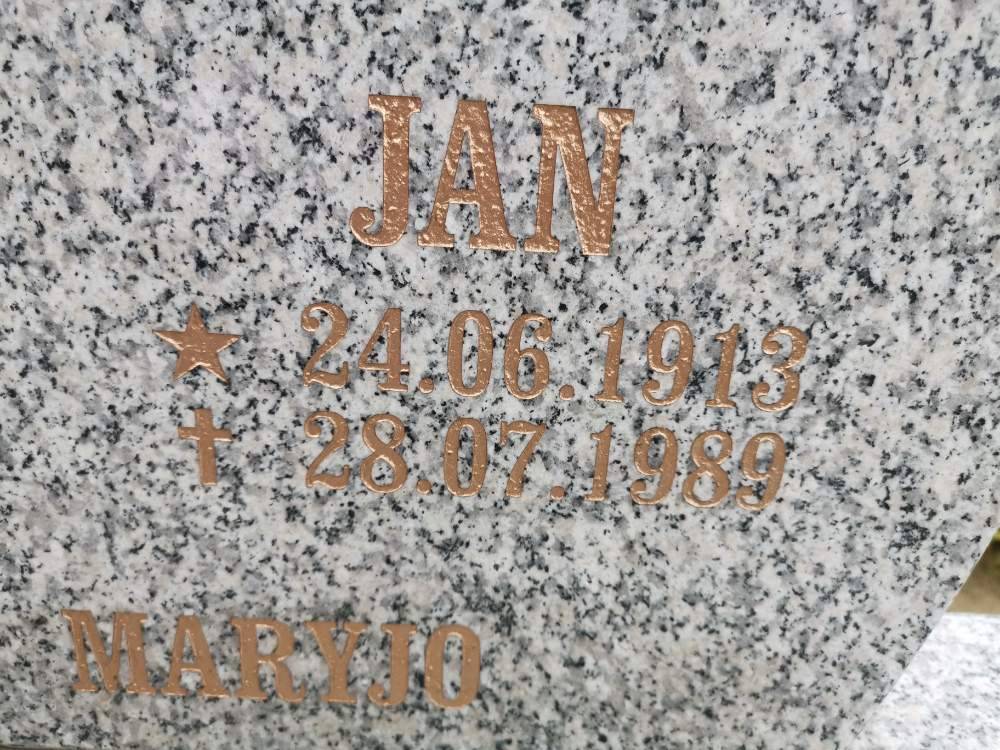 JAN
★ 24.06.1913
✝ 28.07.1989
MARYJO